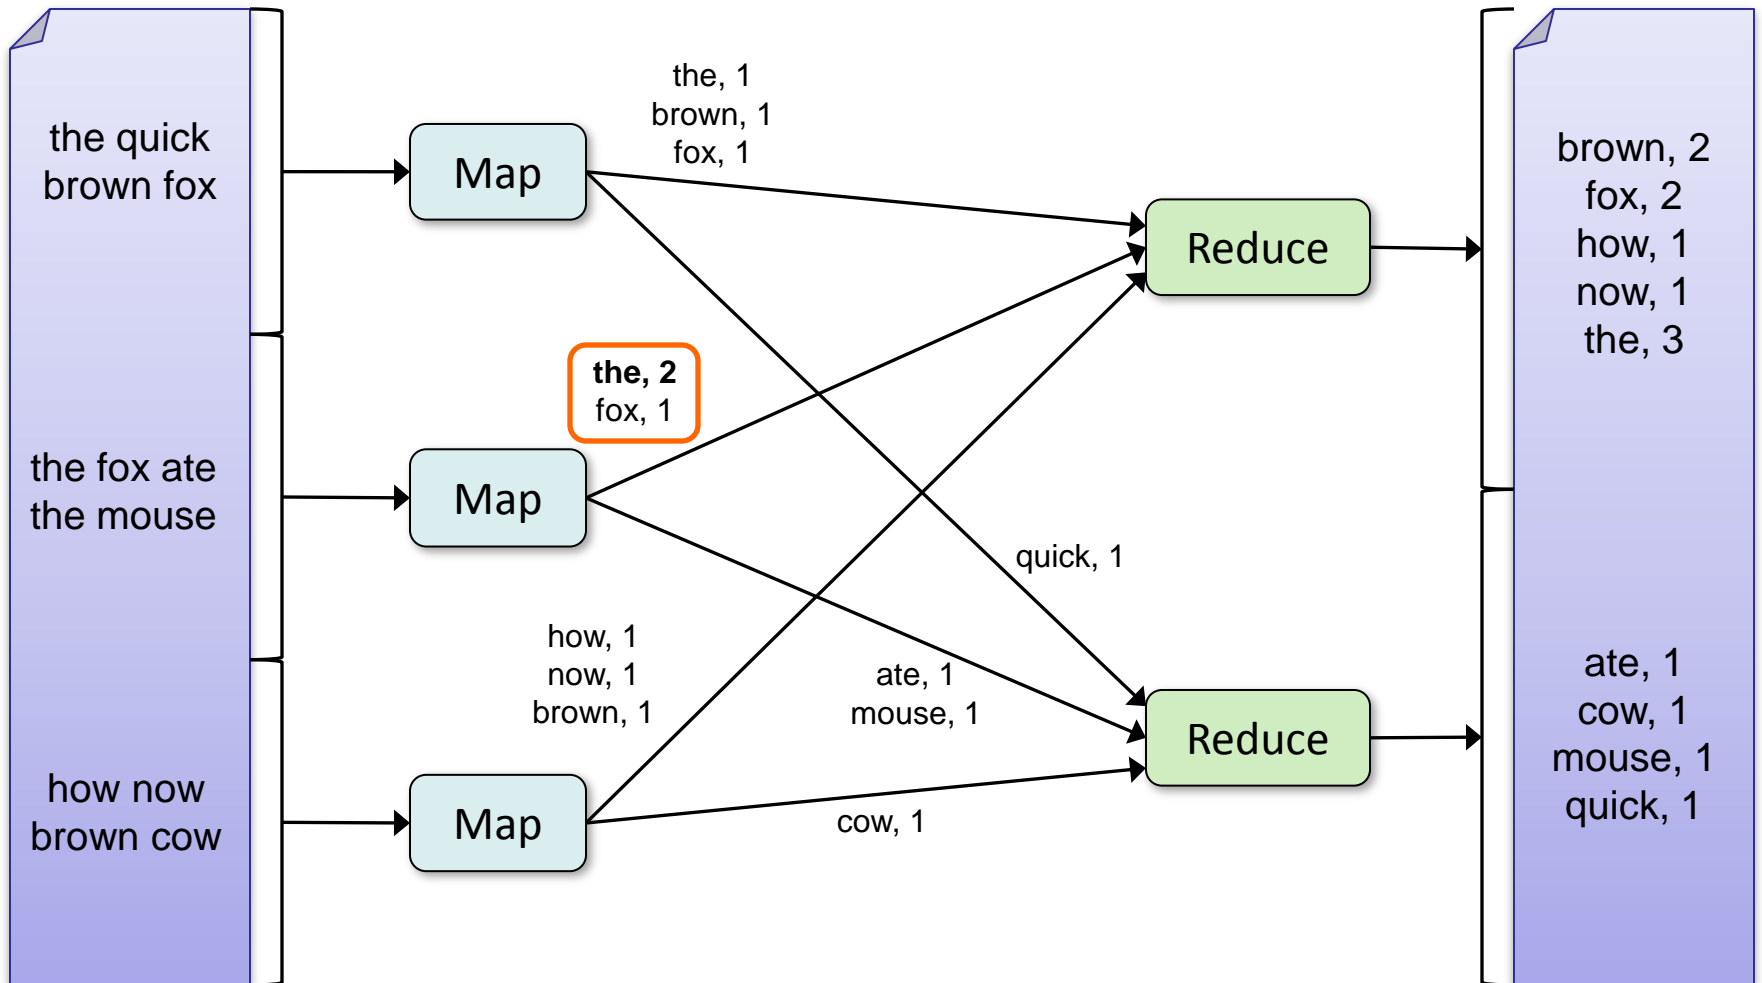 the quick
brown fox
the fox ate
the mouse
how now
brown cow
Map
Map
Map
the, 1
brown, 1
fox, 1
the, 2
fox, 1
how, 1
now, 1
brown, 1
quick, 1
ate, 1
mouse, 1
cow, 1
Reduce
Reduce
brown, 2
fox, 2
how, 1
now, 1
the, 3
ate, 1
cow, 1
mouse, 1
quick, 1